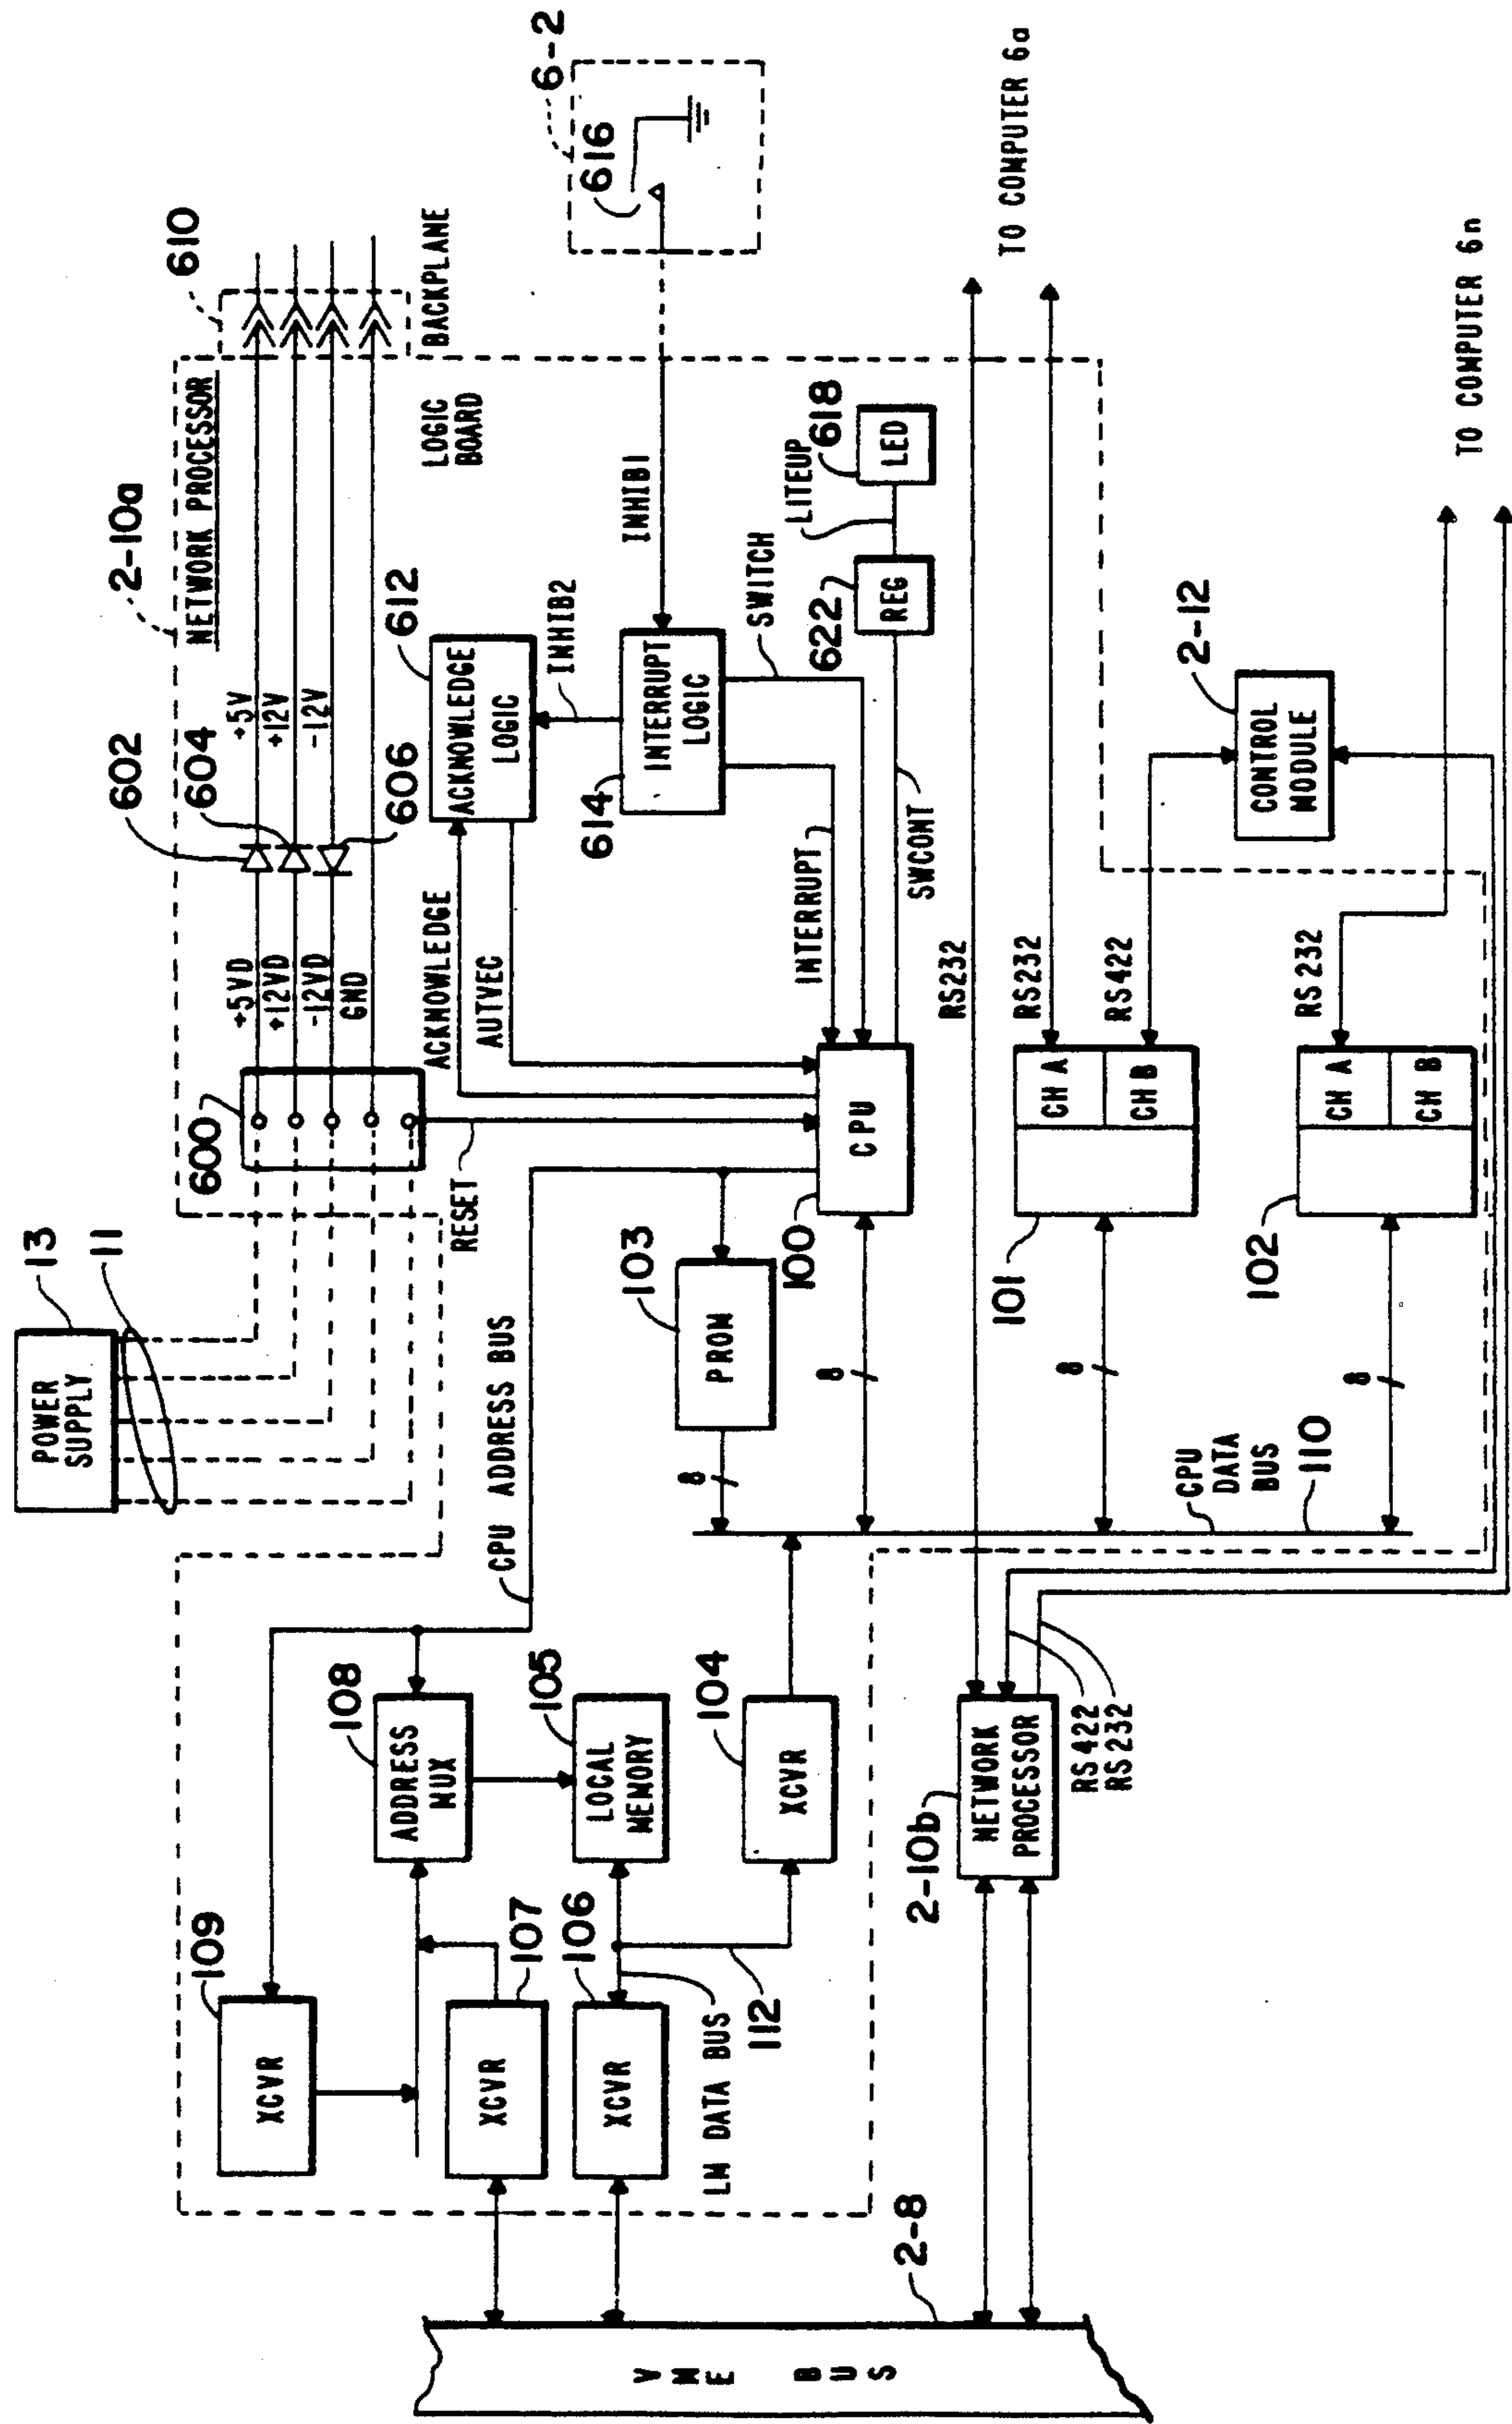 13
POWER
SUPPLY
11
600
+5VD
+12VD
-12VD
GND
602
604
606
+5V
+12V
-12V
2-10a
NETWORK PROCESSOR
610
BACKPLANE
LOGIC
BOARD
RESET
ACKNOWLEDGE
AUTVEC
612
ACKNOWLEDGE
LOGIC
INHIB2
614
INTERRUPT
LOGIC
INHIB1
6-2
616
INTERRUPT
SWITCH
SWCONT
622
REG
LITEUP
618
LED
109
XCVR
108
ADDRESS
MUX
107
XCVR
106
XCVR
105
LOCAL
MEMORY
104
XCVR
LM DATA BUS
112
CPU ADDRESS BUS
103
PROM
8
100
CPU
8
101
CH A
CH B
8
102
CH A
CH B
8
CPU
DATA
BUS
110
RS232
RS232
RS422
RS232
TO COMPUTER 6a
2-12
CONTROL
MODULE
TO COMPUTER 6n
2-10b
NETWORK
PROCESSOR
RS422
RS232
2-8
VME BUS